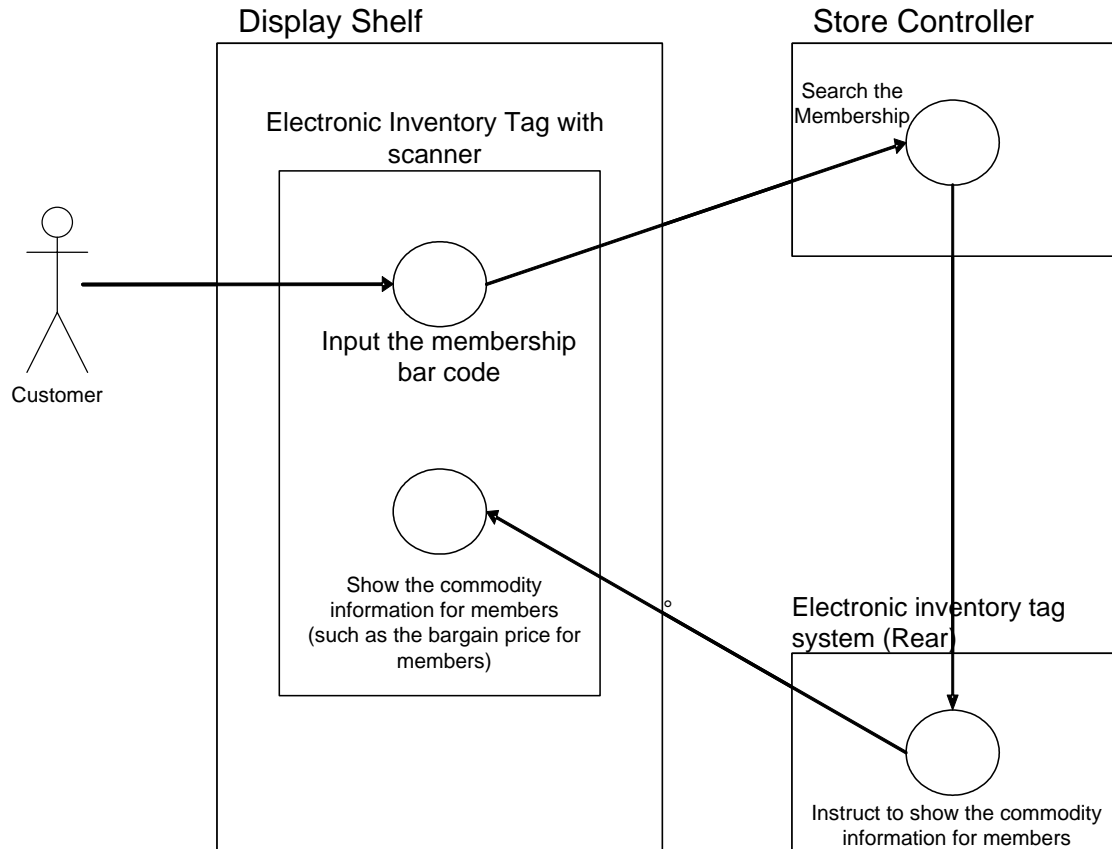 Display Shelf
Store Controller
Search the
Membership
Electronic Inventory Tag with
scanner
Input the membership
bar code
Customer
Show the commodity
information for members
(such as the bargain price for
members)
Electronic inventory tag
system (Rear)
Instruct to show the commodity
information for members